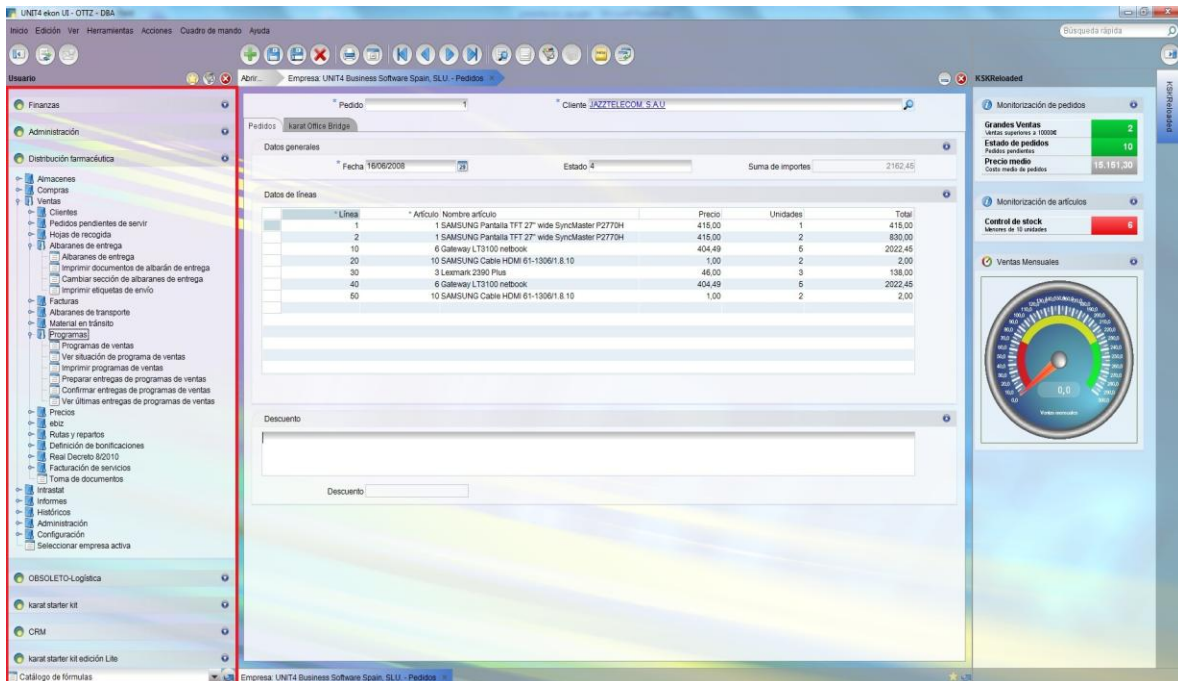 UNIT4 ekon UI - OTTZ - DBA
Inicio Edición Ver Herramientas Acciones Cuadro de mando Ayuda
Búsqueda rápida
Usuario
Abrir... Empresa: UNIT4 Business Software Spain, SLU. - Pedidos
KSKReloaded
KSKReloaded
Finanzas
Administración
Distribución farmacéutica
Almacenes
Compras
Ventas
Clientes
Pedidos pendientes de servir
Hojas de recogida
Albaranes de entrega
Albaranes de entrega
Imprimir documentos de albarán de entrega
Cambiar sección de albaranes de entrega
Imprimir etiquetas de envío
Facturas
Albaranes de transporte
Material en tránsito
Programas
Programas de ventas
Ver situación de programa de ventas
Imprimir programas de ventas
Preparar entregas de programas de ventas
Confirmar entregas de programas de ventas
Ver últimas entregas de programas de ventas
Precios
ebiz
Rutas y repartos
Definición de bonificaciones
Real Decreto 8/2010
Facturación de servicios
Toma de documentos
Intrastat
Informes
Históricos
Administración
Configuración
Seleccionar empresa activa
OBSOLETO-Logística
karat starter kit
CRM
karat starter kit edición Lite
Catálogo de fórmulas
* Pedido 1 * Cliente JAZZTELECOM S.A.U
Pedidos karat Office Bridge
Datos generales
* Fecha 16/06/2008 Estado 4 Suma de importes 2162,45
Datos de líneas
* Línea * Artículo Nombre artículo Precio Unidades Total
1 1 SAMSUNG Pantalla TFT 27" wide SyncMaster P2770H 415,00 1 415,00
2 1 SAMSUNG Pantalla TFT 27" wide SyncMaster P2770H 415,00 2 830,00
10 6 Gateway LT3100 netbook 404,49 5 2022,45
20 10 SAMSUNG Cable HDMI 61-1306/1.8.10 1,00 2 2,00
30 3 Lexmark 2390 Plus 46,00 3 138,00
40 6 Gateway LT3100 netbook 404,49 5 2022,45
50 10 SAMSUNG Cable HDMI 61-1306/1.8.10 1,00 2 2,00
Descuento
Descuento
Empresa: UNIT4 Business Software Spain, SLU. - Pedidos
Monitorización de pedidos
Grandes Ventas 2
Ventas superiores a 10000€
Estado de pedidos 10
Pedidos pendientes
Precio medio 15.151,30
Costo medio de pedidos
Monitorización de artículos
Control de stock 6
Menores de 10 unidades
Ventas Mensuales
0,0
Ventas mensuales